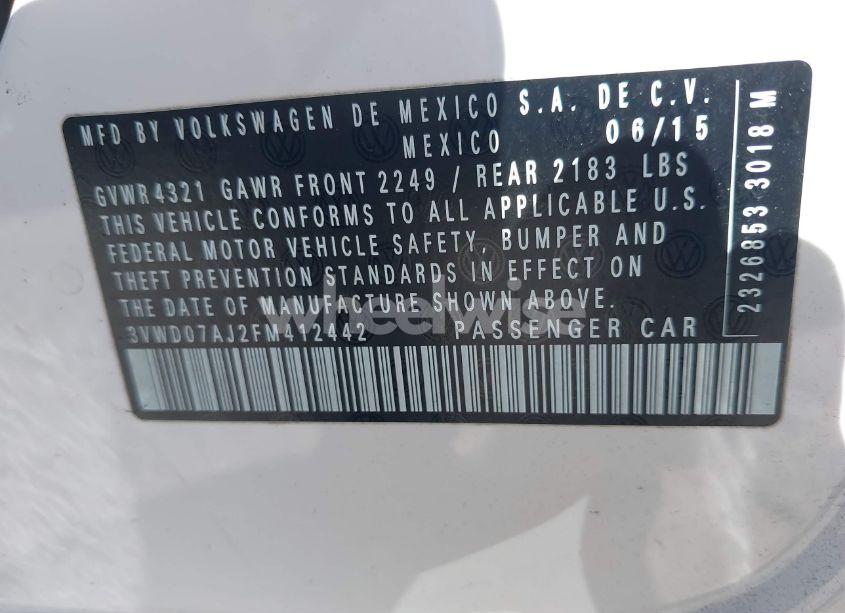 MFD BY VOLKSWAGEN DE MEXICO S.A. DE C.V.
MEXICO 06/15
GVWR 4321 GAWR FRONT 2249 / REAR 2183 LBS
THIS VEHICLE CONFORMS TO ALL APPLICABLE U.S.
FEDERAL MOTOR VEHICLE SAFETY, BUMPER AND
THEFT PREVENTION STANDARDS IN EFFECT ON
THE DATE OF MANUFACTURE SHOWN ABOVE.
3VWD07AJ2FM412442 PASSENGER CAR
2326853 3018 M
wheelwise